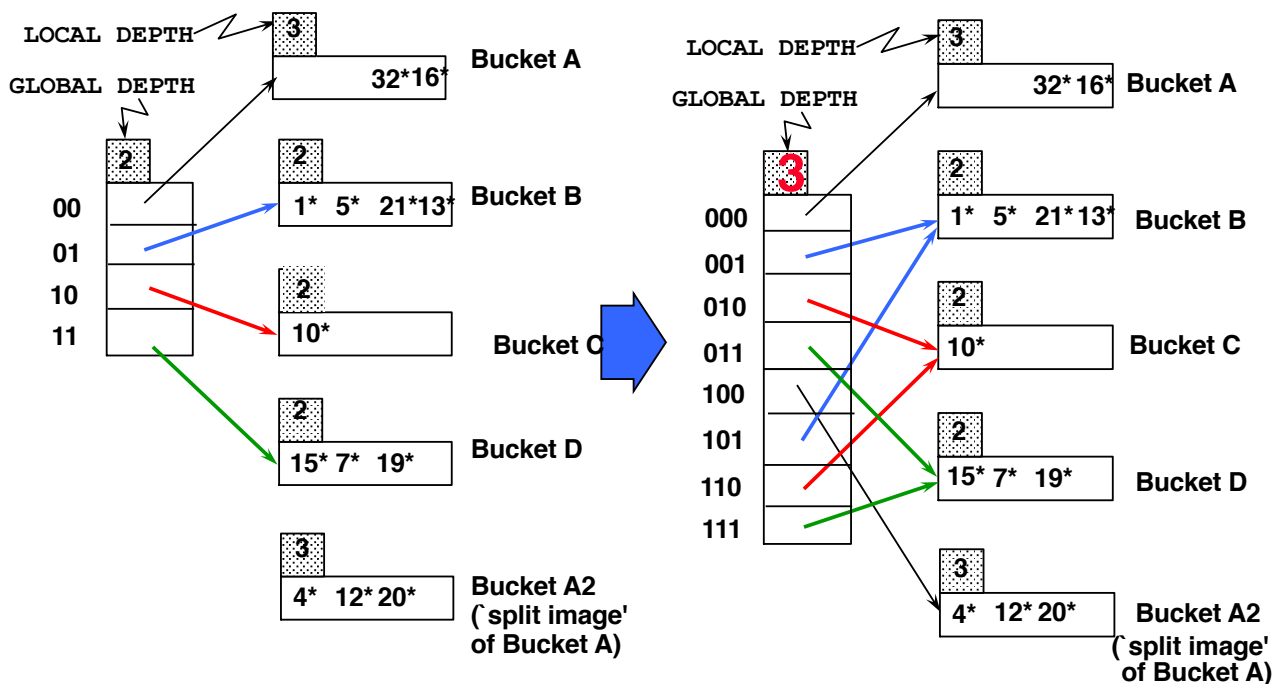 LOCAL DEPTH
GLOBAL DEPTH
2
00
01
10
11
3
32* 16*
Bucket A
2
1* 5* 21* 13*
Bucket B
2
10*
Bucket C
2
15* 7* 19*
Bucket D
3
4* 12* 20*
Bucket A2
(`split image'
of Bucket A)
LOCAL DEPTH
GLOBAL DEPTH
3
000
001
010
011
100
101
110
111
3
32* 16*
Bucket A
2
1* 5* 21* 13*
Bucket B
2
10*
Bucket C
2
15* 7* 19*
Bucket D
3
4* 12* 20*
Bucket A2
(`split image'
of Bucket A)